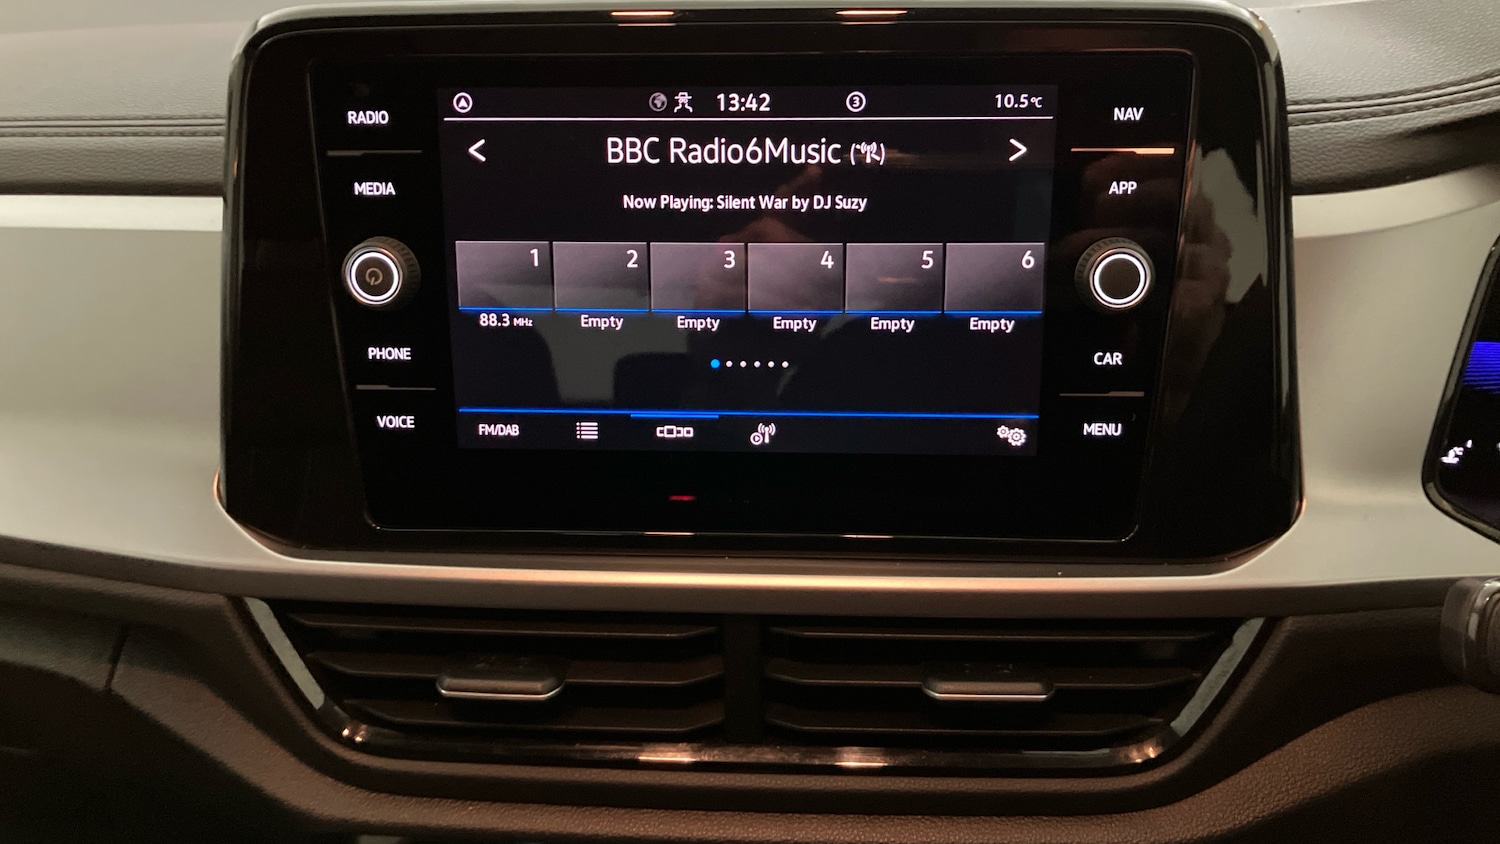 13:42
3
10.5°C
RADIO
NAV
< BBC Radio6Music >
MEDIA
APP
Now Playing: Silent War by DJ Suzy
1 2 3 4 5 6
88.3 MHz Empty Empty Empty Empty Empty
PHONE
CAR
VOICE
FM/DAB
MENU